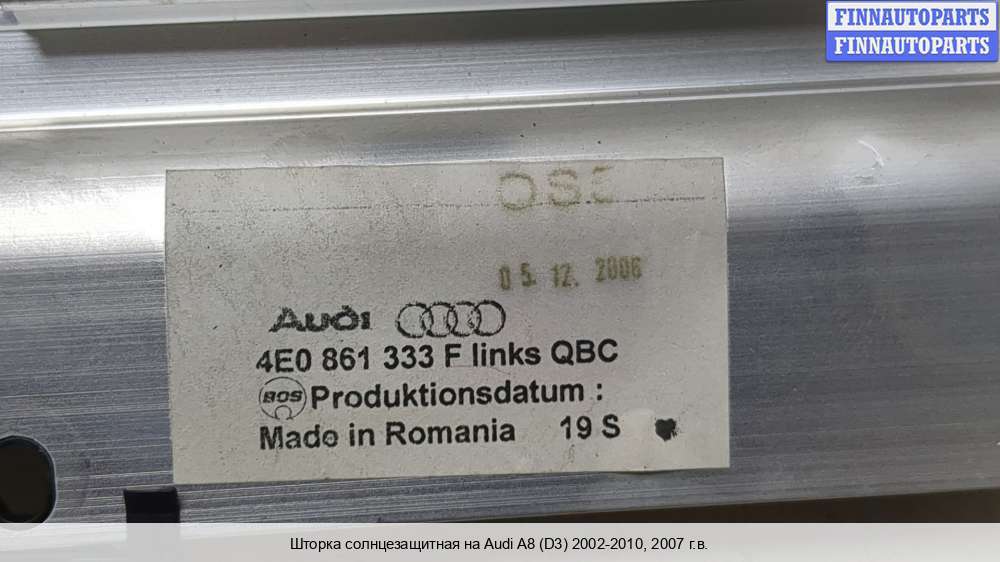 FINNAUTOPARTS
FINNAUTOPARTS
05. 12. 2006
Audi
4E0 861 333 F links QBC
BOS Produktionsdatum :
Made in Romania 19 S
Шторка солнцезащитная на Audi A8 (D3) 2002-2010, 2007 г.в.